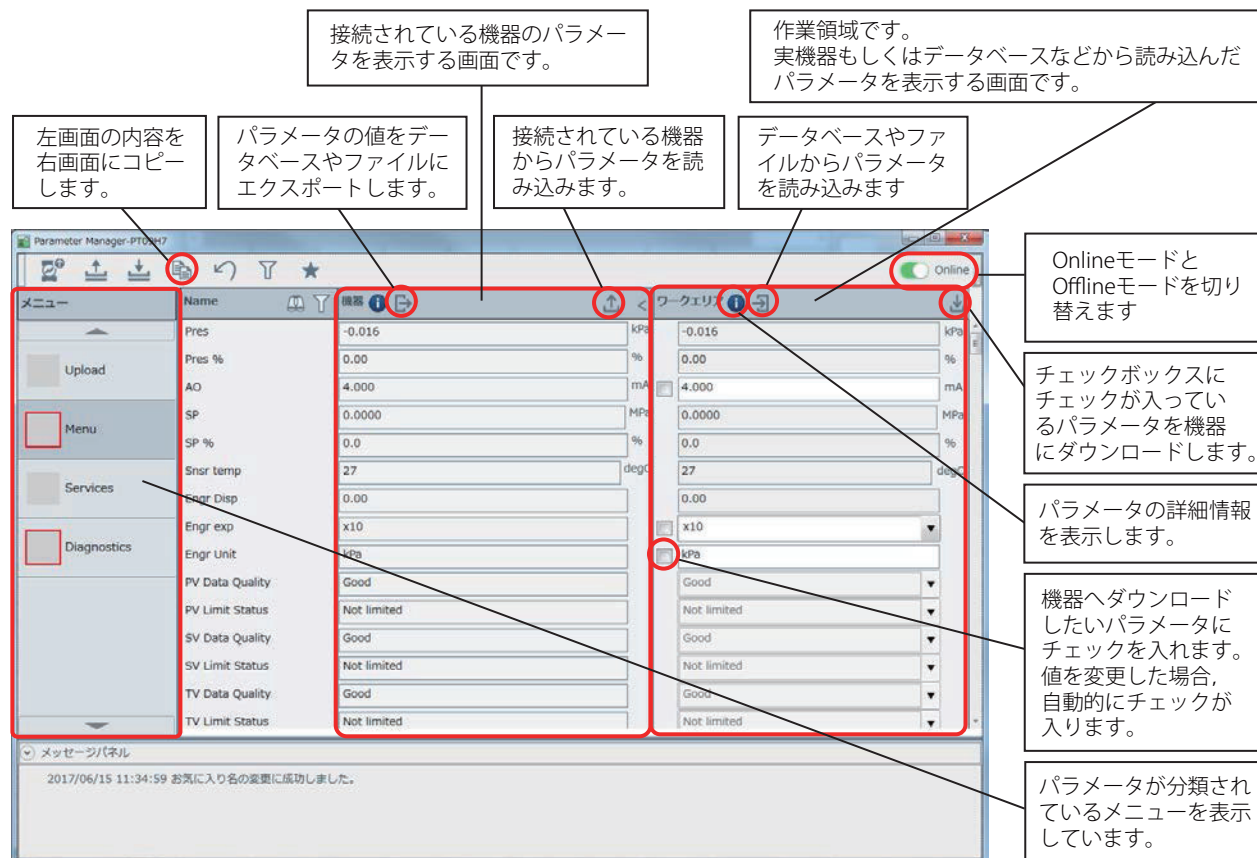 接続されている機器のパラメー
タを表示する画面です。
作業領域です。
実機器もしくはデータベースなどから読み込んだ
パラメータを表示する画面です。
左画面の内容を
右画面にコピー
します。
パラメータの値をデー
タベースやファイルに
エクスポートします。
接続されている機器
からパラメータを読
み込みます。
データベースやファ
イルからパラメータ
を読み込みます
Parameter Manager-PT09H7
Online
Onlineモードと
Offlineモードを切り
替えます
メニュー
Name
機器
ワークエリア
Upload
Menu
Services
Diagnostics
Pres
-0.016
kPa
-0.016
kPa
Pres %
0.00
%
0.00
%
AO
4.000
mA
4.000
mA
SP
0.0000
MPa
0.0000
MPa
SP %
0.0
%
0.0
%
Snsr temp
27
degC
27
degC
Engr Disp
0.00
0.00
Engr exp
x10
x10
Engr Unit
kPa
kPa
PV Data Quality
Good
Good
PV Limit Status
Not limited
Not limited
SV Data Quality
Good
Good
SV Limit Status
Not limited
Not limited
TV Data Quality
Good
Good
TV Limit Status
Not limited
Not limited
チェックボックスに
チェックが入ってい
るパラメータを機器
にダウンロードします。
パラメータの詳細情報
を表示します。
機器へダウンロード
したいパラメータに
チェックを入れます。
値を変更した場合,
自動的にチェックが
入ります。
パラメータが分類され
ているメニューを表示
しています。
メッセージパネル
2017/06/15 11:34:59 お気に入り名の変更に成功しました。